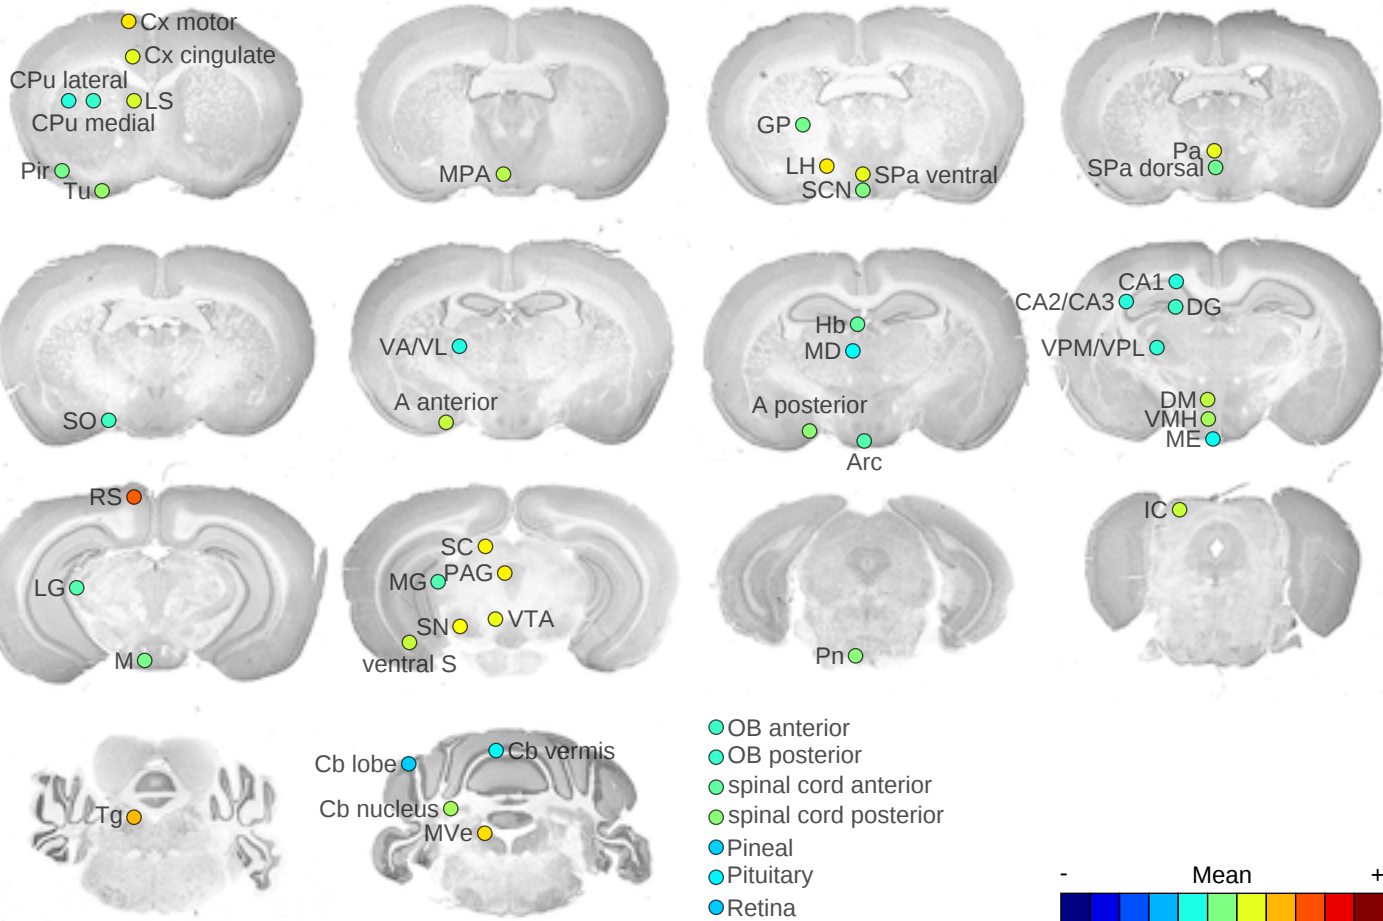 Cx motor
Cx cingulate
CPu lateral
LS
CPu medial
Pir
Tu
MPA
GP
LH
SPa ventral
SCN
Pa
SPa dorsal
SO
VA/VL
A anterior
Hb
MD
A posterior
Arc
CA1
CA2/CA3
DG
VPM/VPL
DM
VMH
ME
RS
LG
M
SC
PAG
MG
VTA
SN
ventral S
Pn
IC
Tg
Cb lobe
Cb vermis
Cb nucleus
MVe
OB anterior
OB posterior
spinal cord anterior
spinal cord posterior
Pineal
Pituitary
Retina
- Mean +